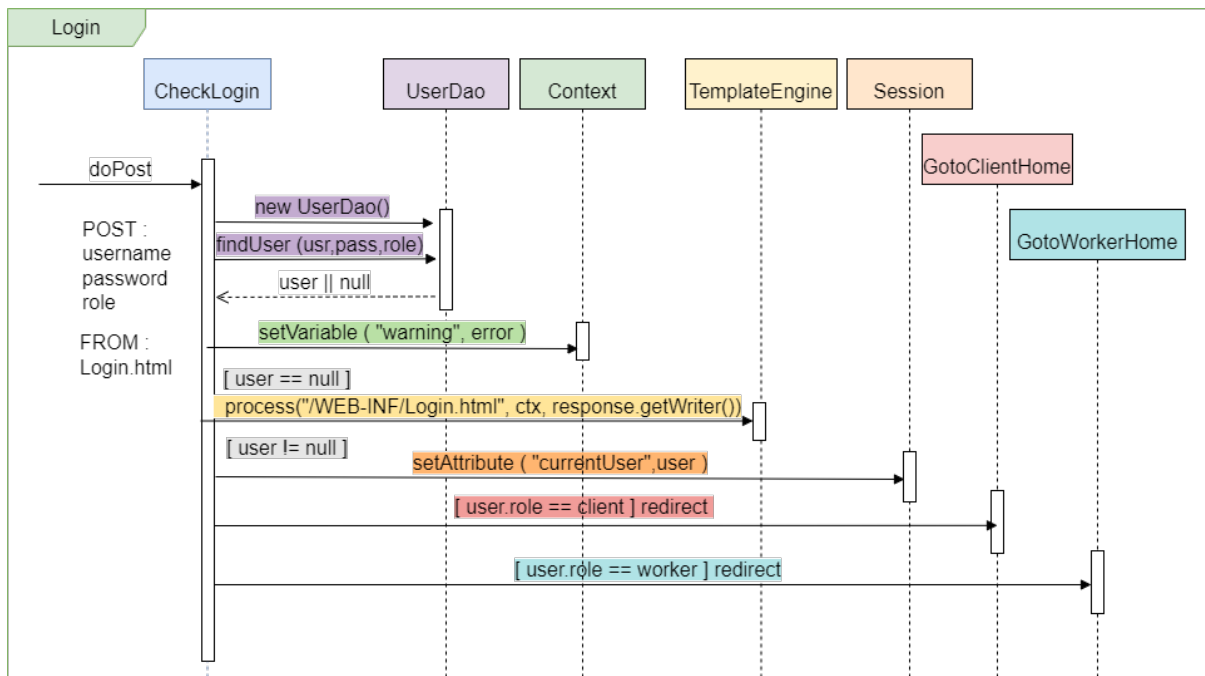 Login
CheckLogin
UserDao
Context
TemplateEngine
Session
GotoClientHome
GotoWorkerHome
doPost
POST :
username
password
role
FROM :
Login.html
new UserDao()
findUser (usr,pass,role)
user || null
setVariable ( "warning", error )
[ user == null ]
process("/WEB-INF/Login.html", ctx, response.getWriter())
[ user != null ]
setAttribute ( "currentUser",user )
[ user.role == client ] redirect
[ user.role == worker ] redirect